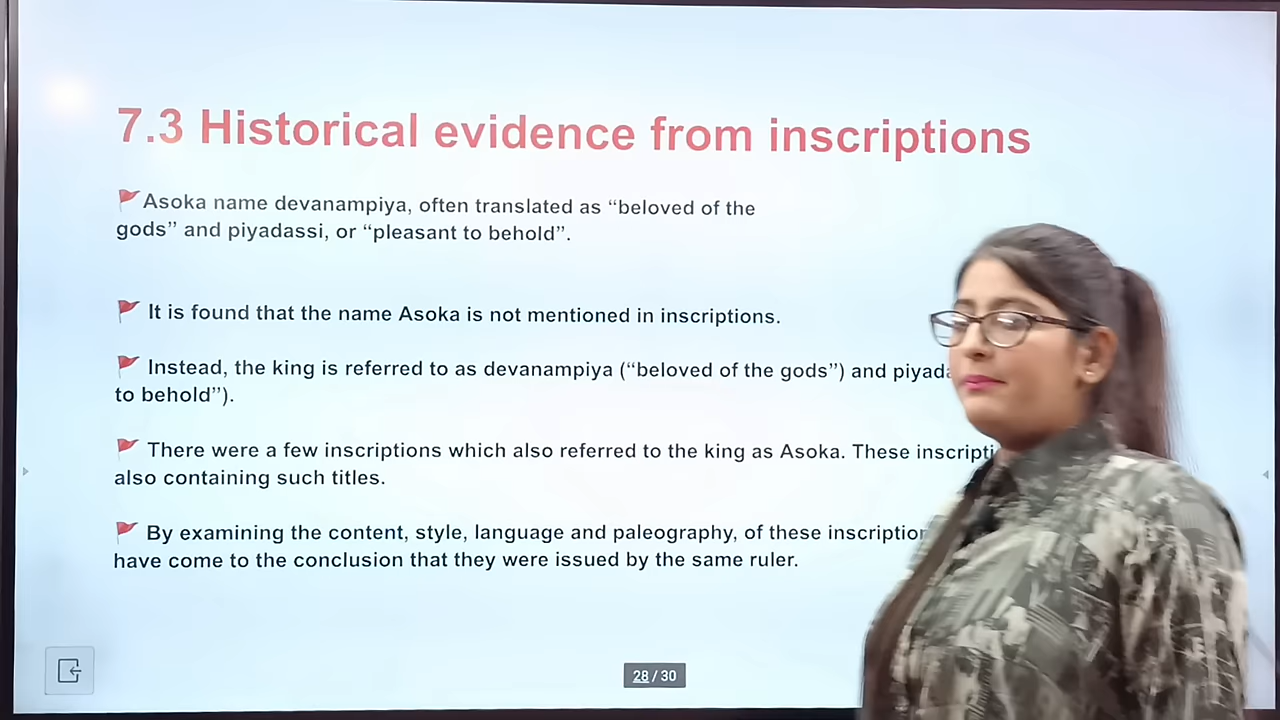 7.3 Historical evidence from inscriptions
Asoka name devanampiya, often translated as “beloved of the
gods” and piyadassi, or “pleasant to behold”.
It is found that the name Asoka is not mentioned in inscriptions.
Instead, the king is referred to as devanampiya (“beloved of the gods”) and
to behold”).
There were a few inscriptions which also referred to the king as Asoka. These
also containing such titles.
By examining the content, style, language and paleography, of these
have come to the conclusion that they were issued by the same ruler.
28 / 30